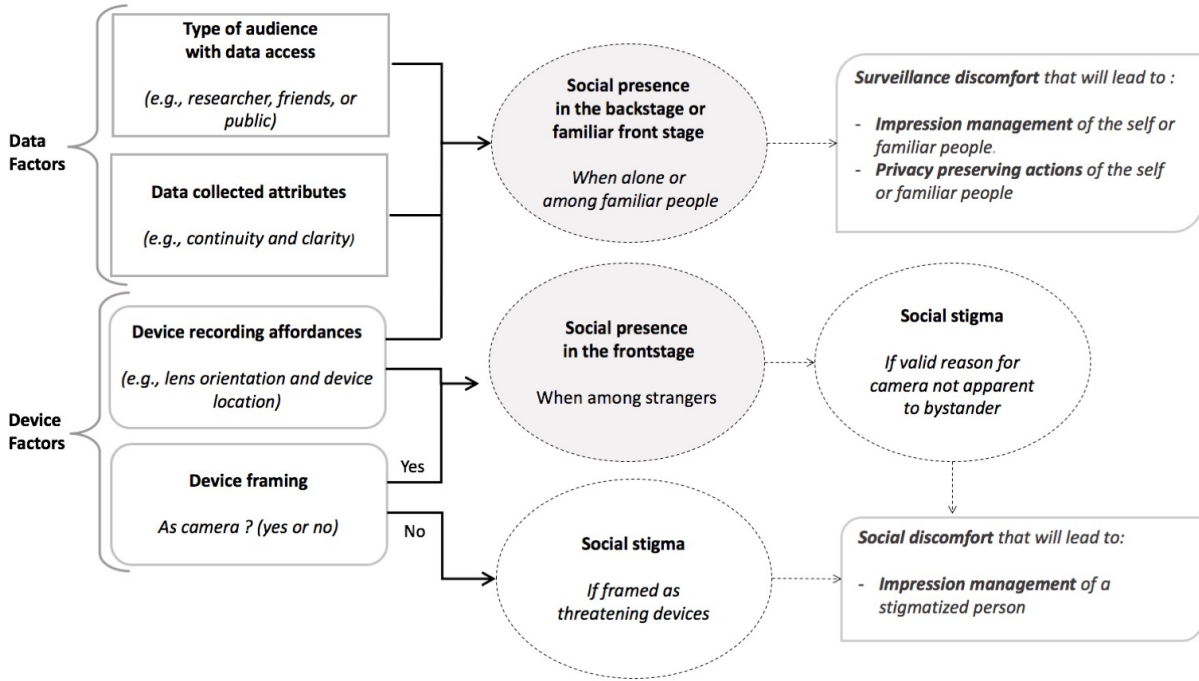 Data
Factors
Type of audience
with data access
(e.g., researcher, friends, or
public)
Data collected attributes
(e.g., continuity and clarity)
Device
Factors
Device recording affordances
(e.g., lens orientation and device
location)
Device framing
As camera ? (yes or no)
Yes
No
Social presence
in the backstage or
familiar front stage
When alone or
among familiar people
Social presence
in the frontstage
When among strangers
Social stigma
If framed as
threatening devices
Surveillance discomfort that will lead to :
- Impression management of the self or
familiar people.
- Privacy preserving actions of the self
or familiar people
Social stigma
If valid reason for
camera not apparent
to bystander
Social discomfort that will lead to:
- Impression management of a
stigmatized person